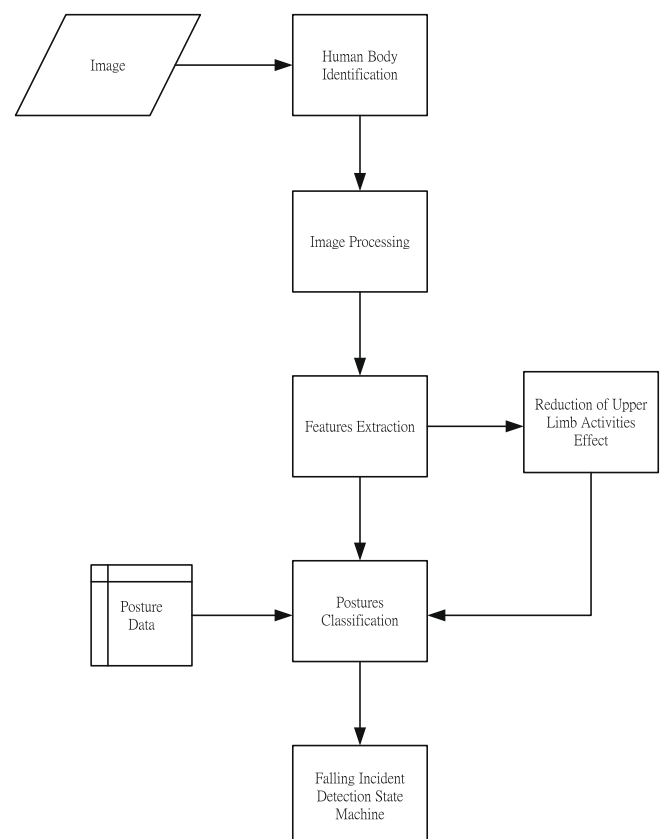 Image
Human Body
Identification
Image Processing
Features Extraction
Reduction of Upper
Limb Activities
Effect
Posture
Data
Postures
Classification
Falling Incident
Detection State
Machine